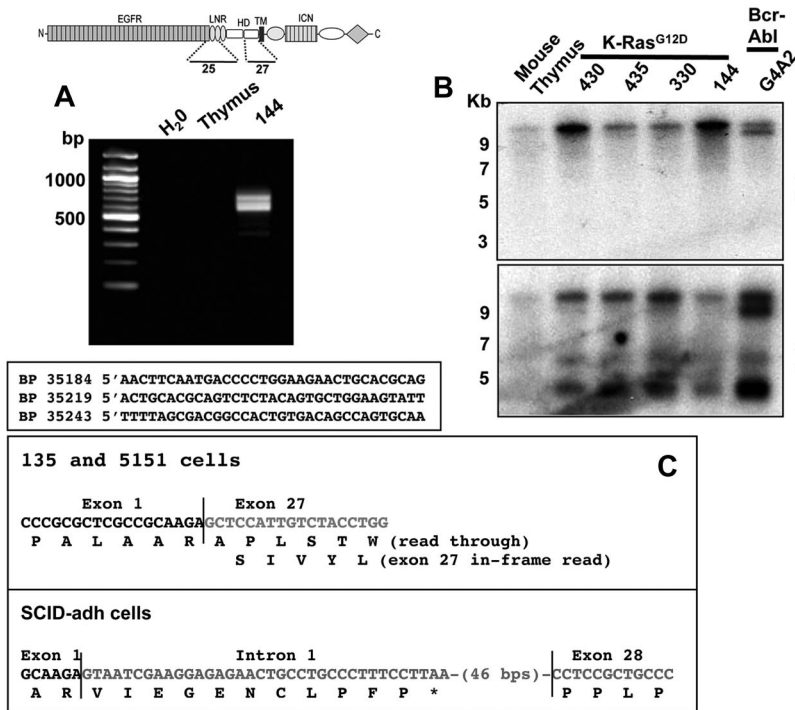 EGFR LNR HD TM ICN
N C
25 27
A
H20 Thymus 144
bp
1000
500
B
Mouse Thymus
K-RasG12D
430 435 330 144
Bcr-Abl
G4A2
Kb
9
7
5
3
9
7
5
BP 35184 5'AACTTCAATGACCCCTGGAAGAACTGCACGCAG
BP 35219 5'ACTGCACGCAGTCTCTACAGTGCTGGAAGTATT
BP 35243 5'TTTTAGCGACGGCCACTGTGACAGCCAGTGCAA
C
135 and 5151 cells
Exon 1 Exon 27
CCCGCGCTCGCCGCAAGAGCTCCATTGTCTACCTGG
P A L A A R A P L S T W (read through)
S I V Y L (exon 27 in-frame read)
SCID-adh cells
Exon 1 Intron 1 Exon 28
GCAAGAGTAATCGAAGGAGAGAACTGCCTGCCCTTTCCTTAA-(46 bps)-CCTCCGCTGCCC
A R V I E G E N C L P F P * P P L P